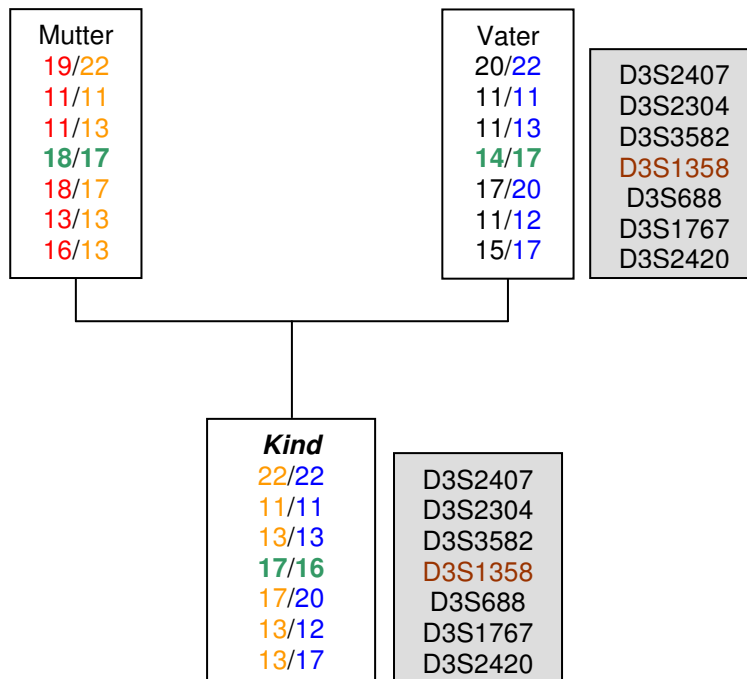 Mutter
19/22
11/11
11/13
18/17
18/17
13/13
16/13
Vater
20/22
11/11
11/13
14/17
17/20
11/12
15/17
D3S2407
D3S2304
D3S3582
D3S1358
D3S688
D3S1767
D3S2420
Kind
22/22
11/11
13/13
17/16
17/20
13/12
13/17
D3S2407
D3S2304
D3S3582
D3S1358
D3S688
D3S1767
D3S2420